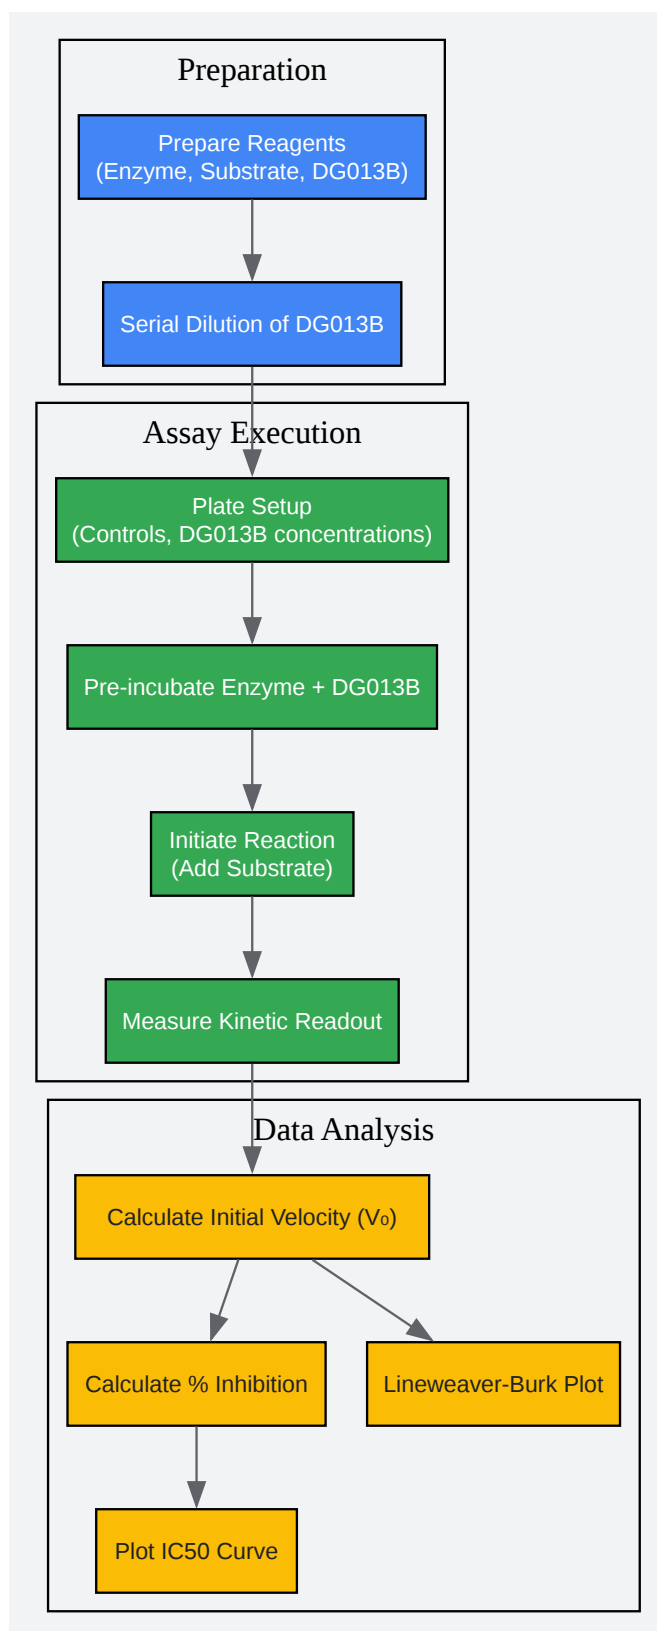 Preparation
Prepare Reagents
(Enzyme, Substrate, DG013B)
Serial Dilution of DG013B
Assay Execution
Plate Setup
(Controls, DG013B concentrations)
Pre-incubate Enzyme + DG013B
Initiate Reaction
(Add Substrate)
Measure Kinetic Readout
Data Analysis
Calculate Initial Velocity (V₀)
Calculate % Inhibition
Lineweaver-Burk Plot
Plot IC50 Curve